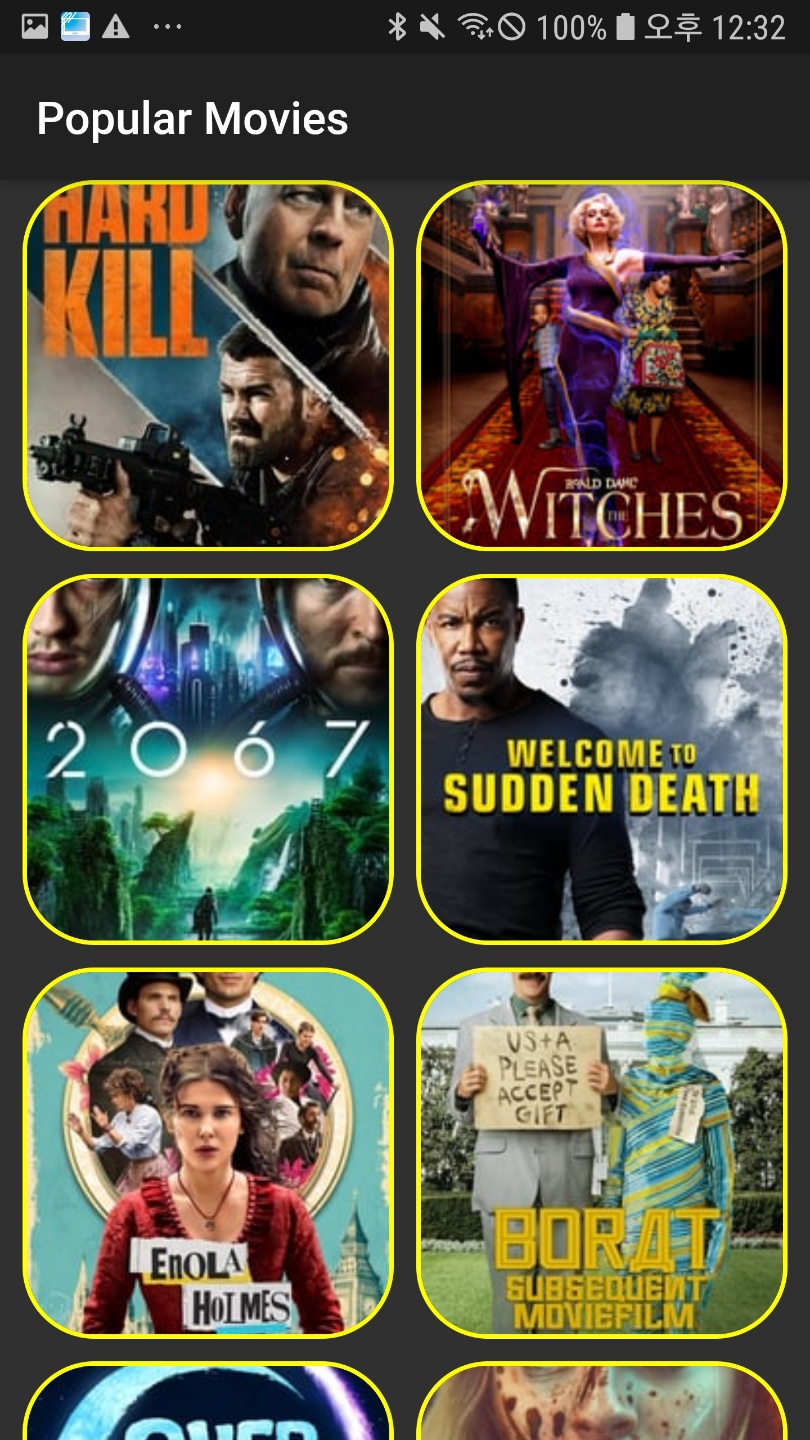 100% 오후 12:32
Popular Movies
HARD
KILL
ROALD DAHL'S
THE
WITCHES
2067
WELCOME TO
SUDDEN DEATH
ENOLA
HOLMES
US+A
PLEASE
ACCEPT
GIFT
BORAT
SUBSEQUENT
MOVIEFILM
OVER